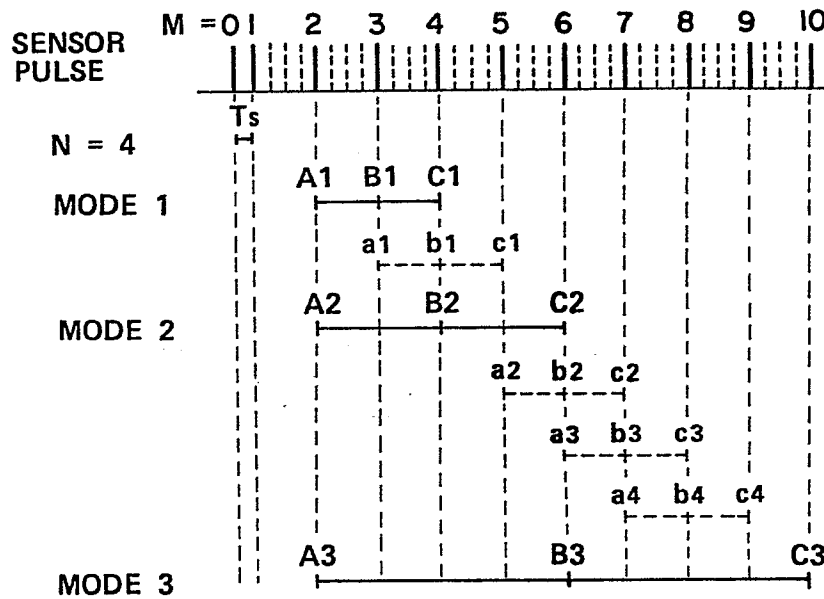 M = 0 1 2 3 4 5 6 7 8 9 10
SENSOR
PULSE
Ts
N = 4
A1 B1 C1
MODE 1
a1 b1 c1
A2 B2 C2
MODE 2
a2 b2 c2
a3 b3 c3
a4 b4 c4
A3 B3 C3
MODE 3